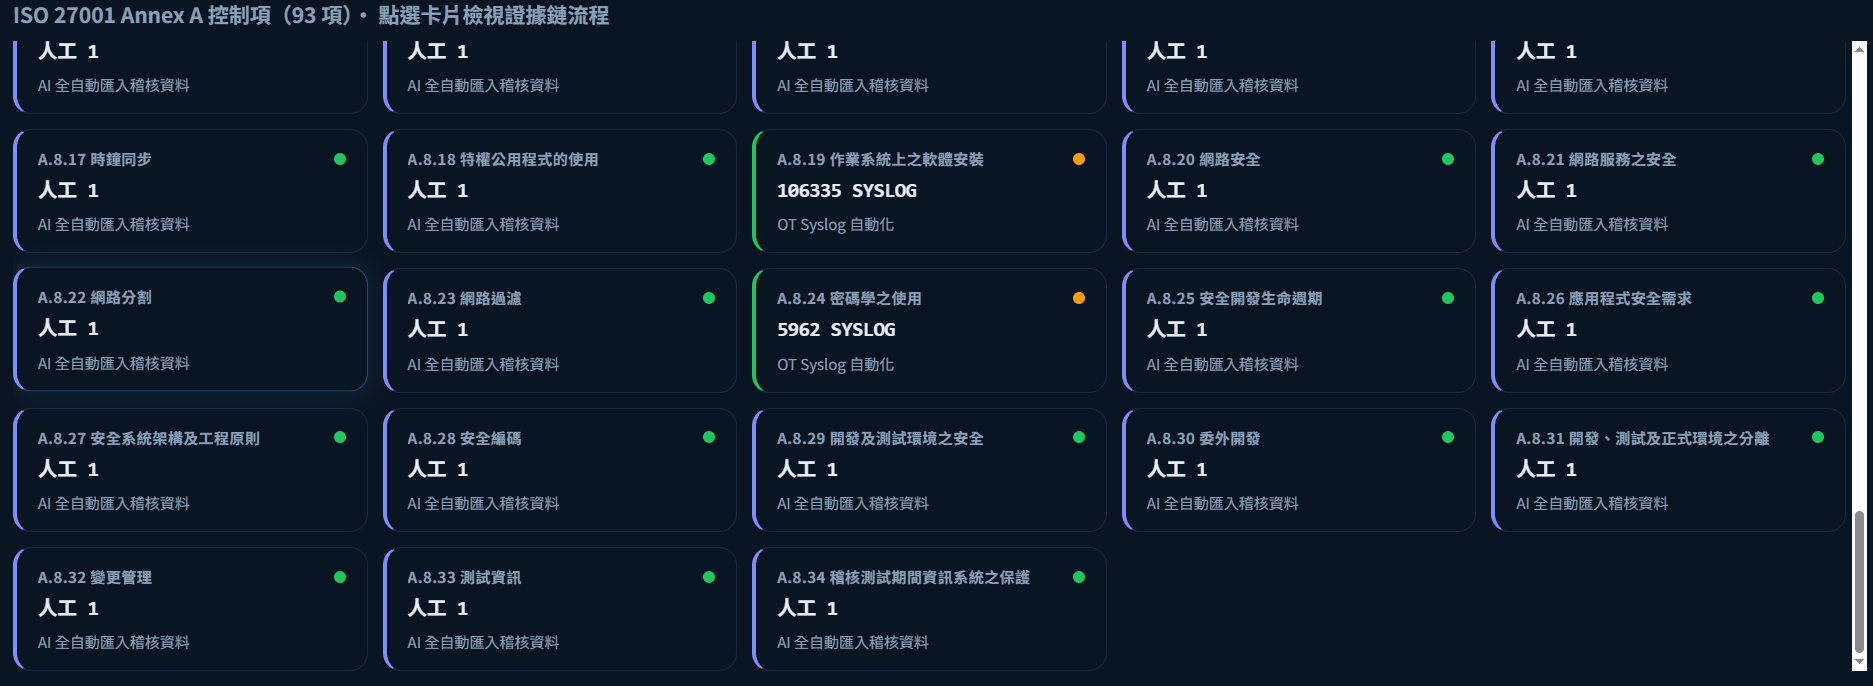 ISO 27001 Annex A 控制項（93 項）• 點選卡片檢視證據鏈流程
人工 1
AI 全自動匯入稽核資料
人工 1
AI 全自動匯入稽核資料
人工 1
AI 全自動匯入稽核資料
人工 1
AI 全自動匯入稽核資料
人工 1
AI 全自動匯入稽核資料
A.8.17 時鐘同步
人工 1
AI 全自動匯入稽核資料
A.8.18 特權公用程式的使用
人工 1
AI 全自動匯入稽核資料
A.8.19 作業系統上之軟體安裝
106335 SYSLOG
OT Syslog 自動化
A.8.20 網路安全
人工 1
AI 全自動匯入稽核資料
A.8.21 網路服務之安全
人工 1
AI 全自動匯入稽核資料
A.8.22 網路分割
人工 1
AI 全自動匯入稽核資料
A.8.23 網路過濾
人工 1
AI 全自動匯入稽核資料
A.8.24 密碼學之使用
5962 SYSLOG
OT Syslog 自動化
A.8.25 安全開發生命週期
人工 1
AI 全自動匯入稽核資料
A.8.26 應用程式安全需求
人工 1
AI 全自動匯入稽核資料
A.8.27 安全系統架構及工程原則
人工 1
AI 全自動匯入稽核資料
A.8.28 安全編碼
人工 1
AI 全自動匯入稽核資料
A.8.29 開發及測試環境之安全
人工 1
AI 全自動匯入稽核資料
A.8.30 委外開發
人工 1
AI 全自動匯入稽核資料
A.8.31 開發、測試及正式環境之分離
人工 1
AI 全自動匯入稽核資料
A.8.32 變更管理
人工 1
AI 全自動匯入稽核資料
A.8.33 測試資訊
人工 1
AI 全自動匯入稽核資料
A.8.34 稽核測試期間資訊系統之保護
人工 1
AI 全自動匯入稽核資料